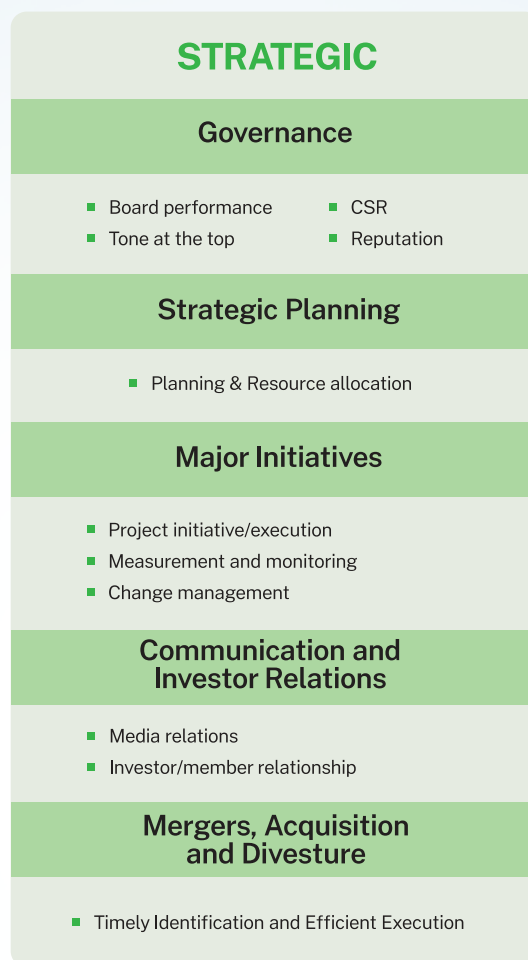 STRATEGIC
Governance
Board performance
CSR
Tone at the top
Reputation
Strategic Planning
Planning & Resource allocation
Major Initiatives
Project initiative/execution
Measurement and monitoring
Change management
Communication and
Investor Relations
Media relations
Investor/member relationship
Mergers, Acquisition
and Divesture
Timely Identification and Efficient Execution